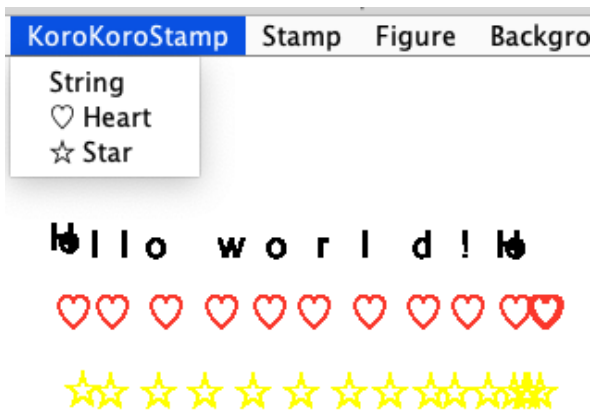 KoroKoroStamp Stamp Figure Backgro
String
♡ Heart
☆ Star
llo world!